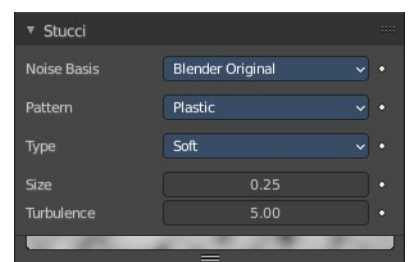 Stucci
Noise Basis Blender Original
Pattern Plastic
Type Soft
Size 0.25
Turbulence 5.00